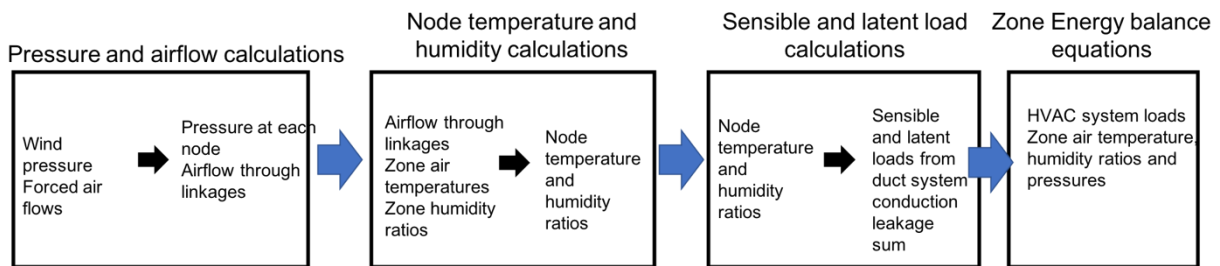 Pressure and airflow calculations
Wind
pressure
Forced air
flows
Pressure at each
node
Airflow through
linkages
Node temperature and
humidity calculations
Airflow through
linkages
Zone air
temperatures
Zone humidity
ratios
Node
temperature
and
humidity
ratios
Sensible and latent load
calculations
Node
temperature
and
humidity
ratios
Sensible
and latent
loads from
duct system
conduction
leakage
sum
Zone Energy balance
equations
HVAC system loads
Zone air temperature,
humidity ratios and
pressures